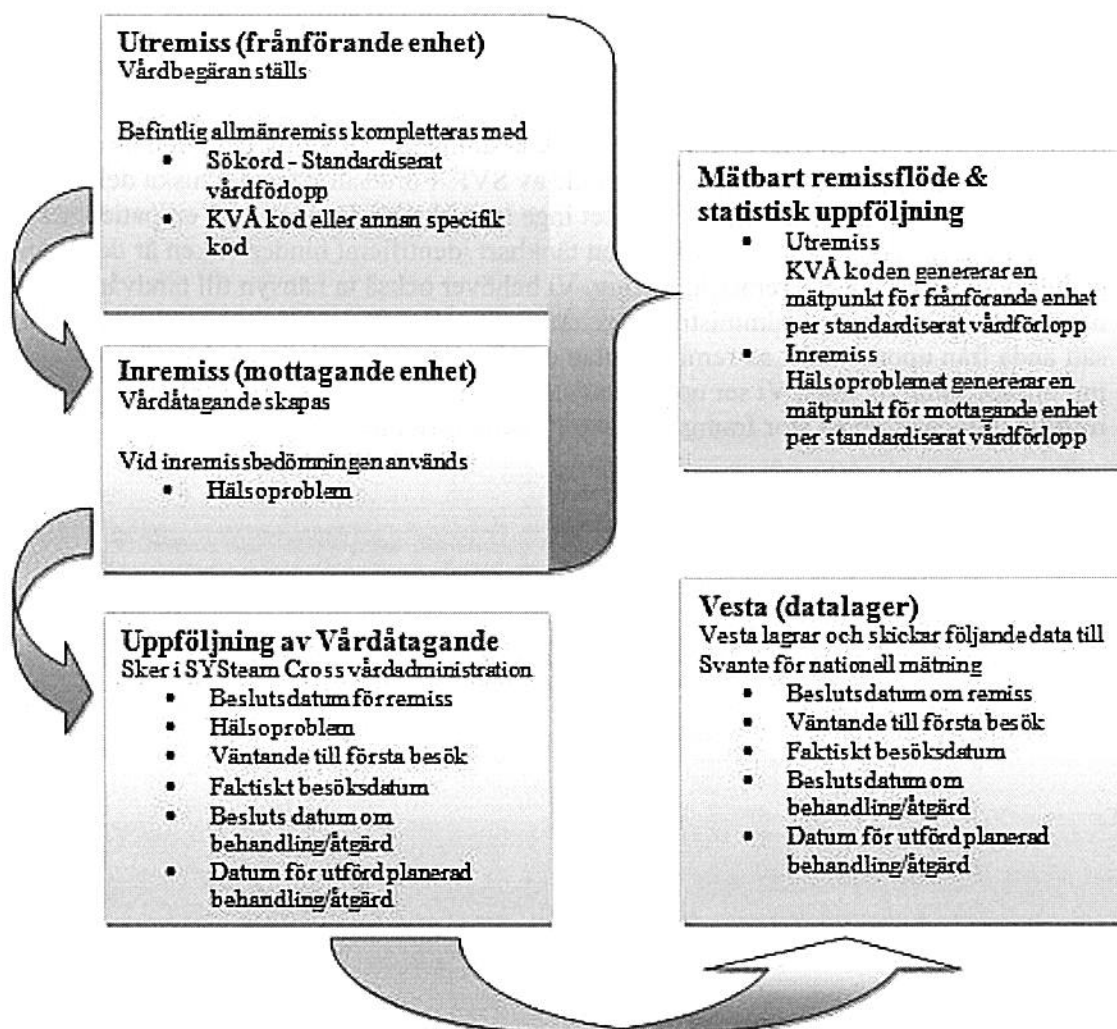 Utremiss (frånförande enhet)
Vårdbegäran ställs
Befintlig allmänremiss kompletteras med
▪ Sökord - Standardiserat
vårdfödopp
▪ KVÅ kod eller annan specifik
kod
Inremiss (mottagande enhet)
Vårdåtagande skapas
Vid inremissbedömningen används
▪ Hälsoproblem
Uppföljning av Vårdåtagande
Sker i SYSteam Cross vårdadministration
▪ Beslutsdatum för remiss
▪ Hälsoproblem
▪ Väntande till första besök
▪ Faktiskt besöksdatum
▪ Besluts datum om
behandling/åtgärd
▪ Datum för utförd planerad
behandling/åtgärd
Mätbart remissflöde &
statistisk uppföljning
▪ Utremiss
KVÅ koden genererar en
mätpunkt för frånförande enhet
per standardiserat vårdförlopp
▪ Inremiss
Hälsoproblemet genererar en
mätpunkt för mottagande enhet
per standardiserat vårdförlopp
Vesta (datalager)
Vesta lagrar och skickar följande data till
Svante för nationell mätning
▪ Beslutsdatum om remiss
▪ Väntande till första besök
▪ Faktiskt besöksdatum
▪ Beslutsdatum om
behandling/åtgärd
▪ Datum för utförd planerad
behandling/åtgärd